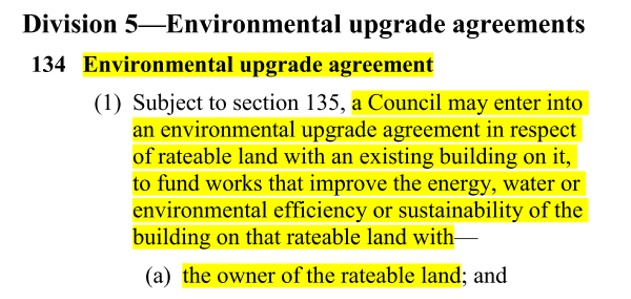 Division 5—Environmental upgrade agreements
134 Environmental upgrade agreement
(1) Subject to section 135, a Council may enter into
an environmental upgrade agreement in respect
of rateable land with an existing building on it,
to fund works that improve the energy, water or
environmental efficiency or sustainability of the
building on that rateable land with—
(a) the owner of the rateable land; and